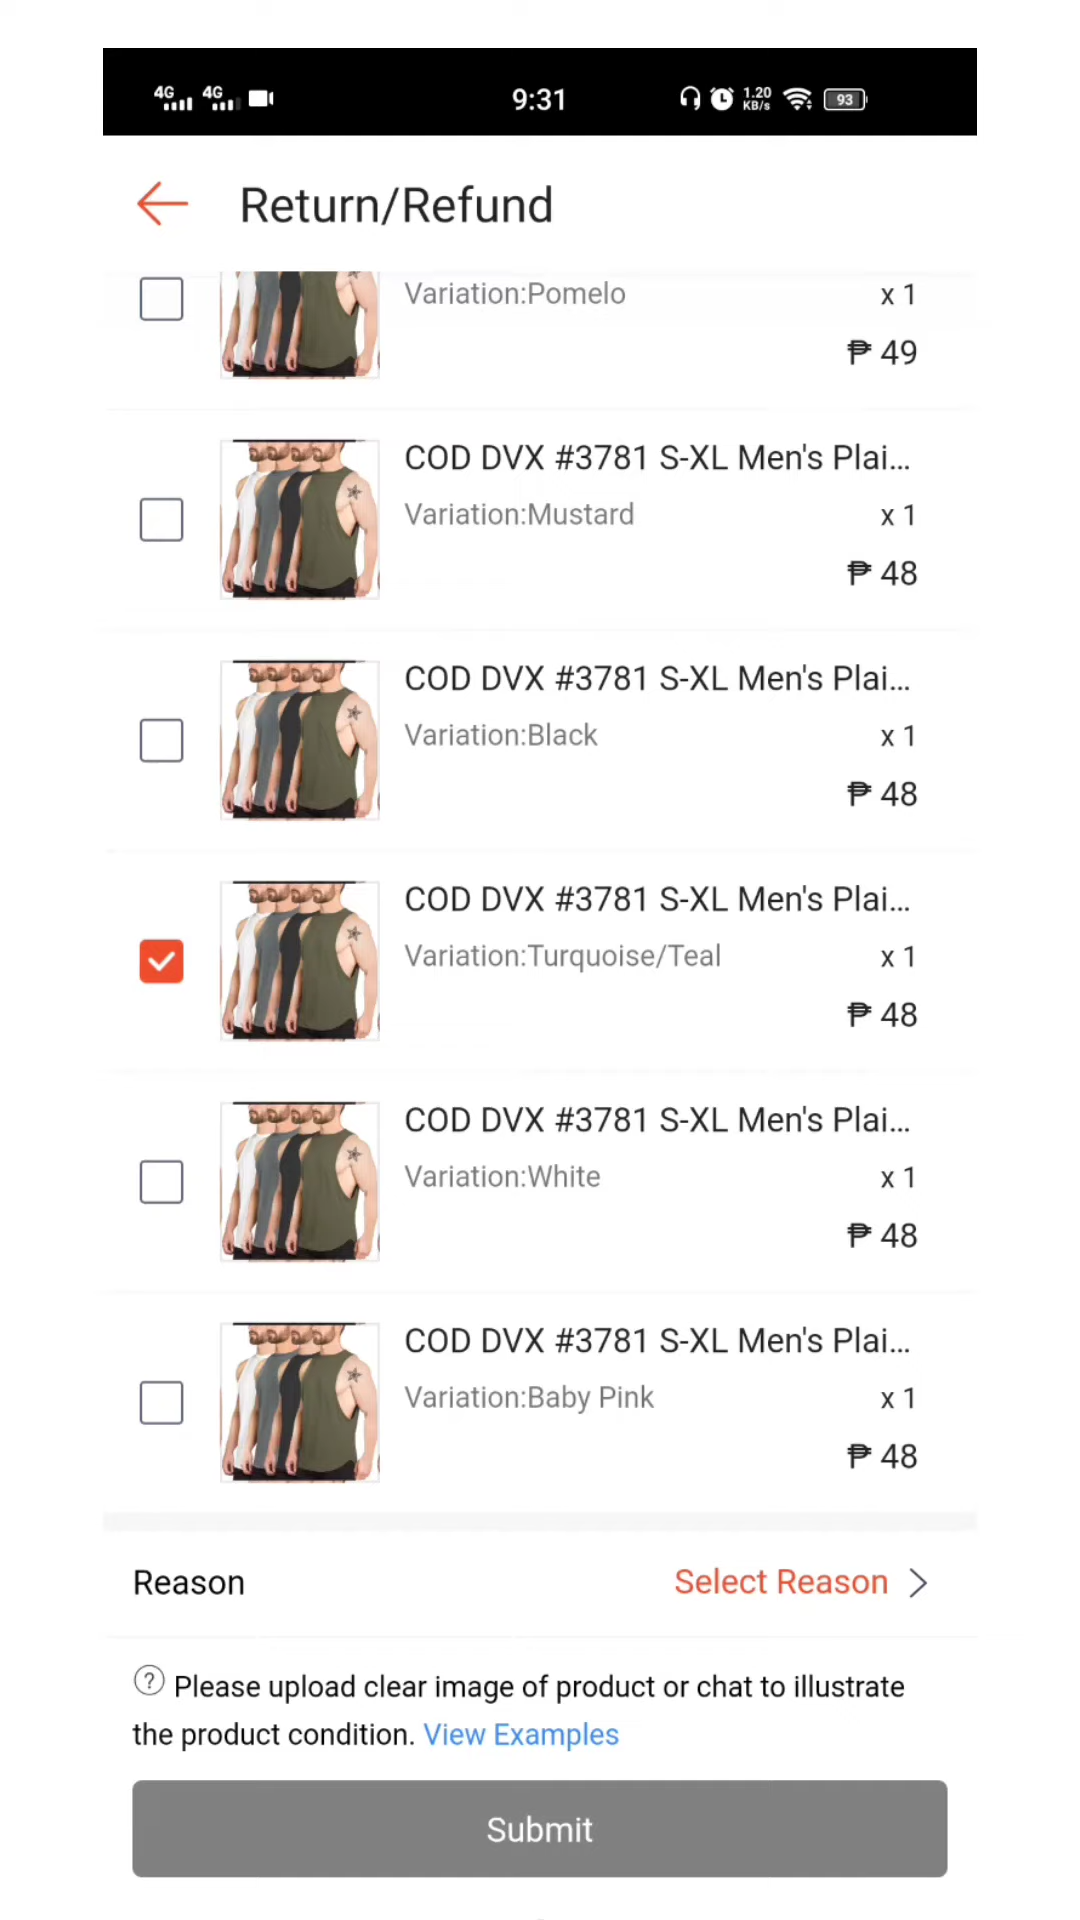 4G 4G 9:31 1.20 KB/s 93
Return/Refund
Variation:Pomelo x 1
₱ 49
COD DVX #3781 S-XL Men's Plai...
Variation:Mustard x 1
₱ 48
COD DVX #3781 S-XL Men's Plai...
Variation:Black x 1
₱ 48
COD DVX #3781 S-XL Men's Plai...
Variation:Turquoise/Teal x 1
₱ 48
COD DVX #3781 S-XL Men's Plai...
Variation:White x 1
₱ 48
COD DVX #3781 S-XL Men's Plai...
Variation:Baby Pink x 1
₱ 48
Reason Select Reason
Please upload clear image of product or chat to illustrate
the product condition. View Examples
Submit